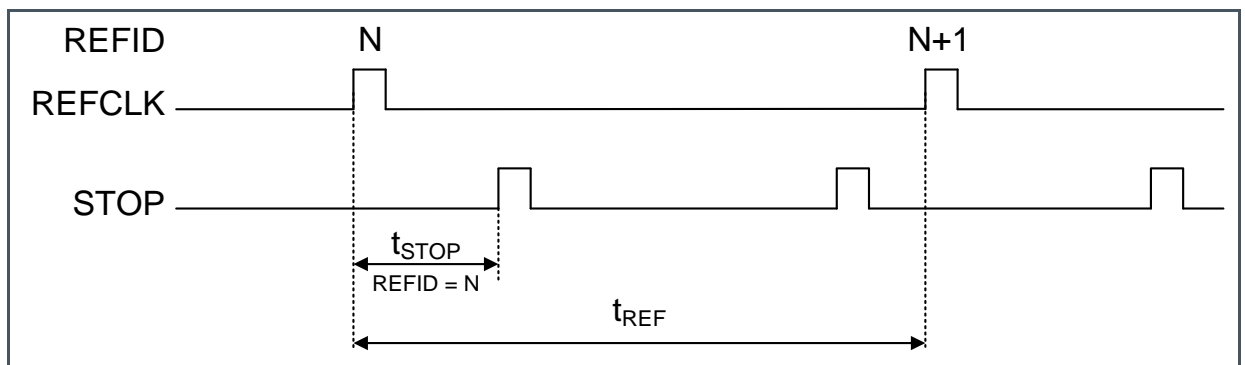 REFID N N+1
REFCLK
STOP
tSTOP
REFID = N
tREF